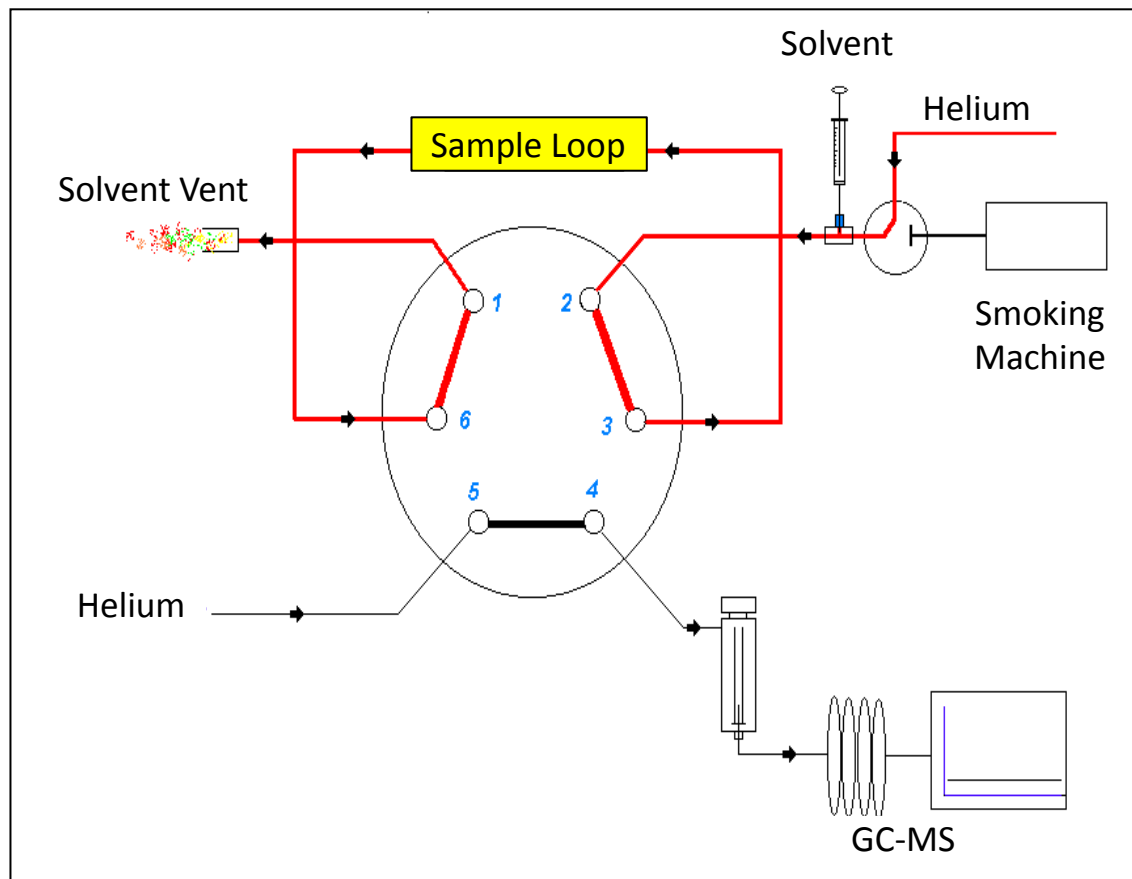 Solvent
Helium
Sample Loop
Solvent Vent
Smoking
Machine
1
2
6
3
5
4
Helium
GC-MS